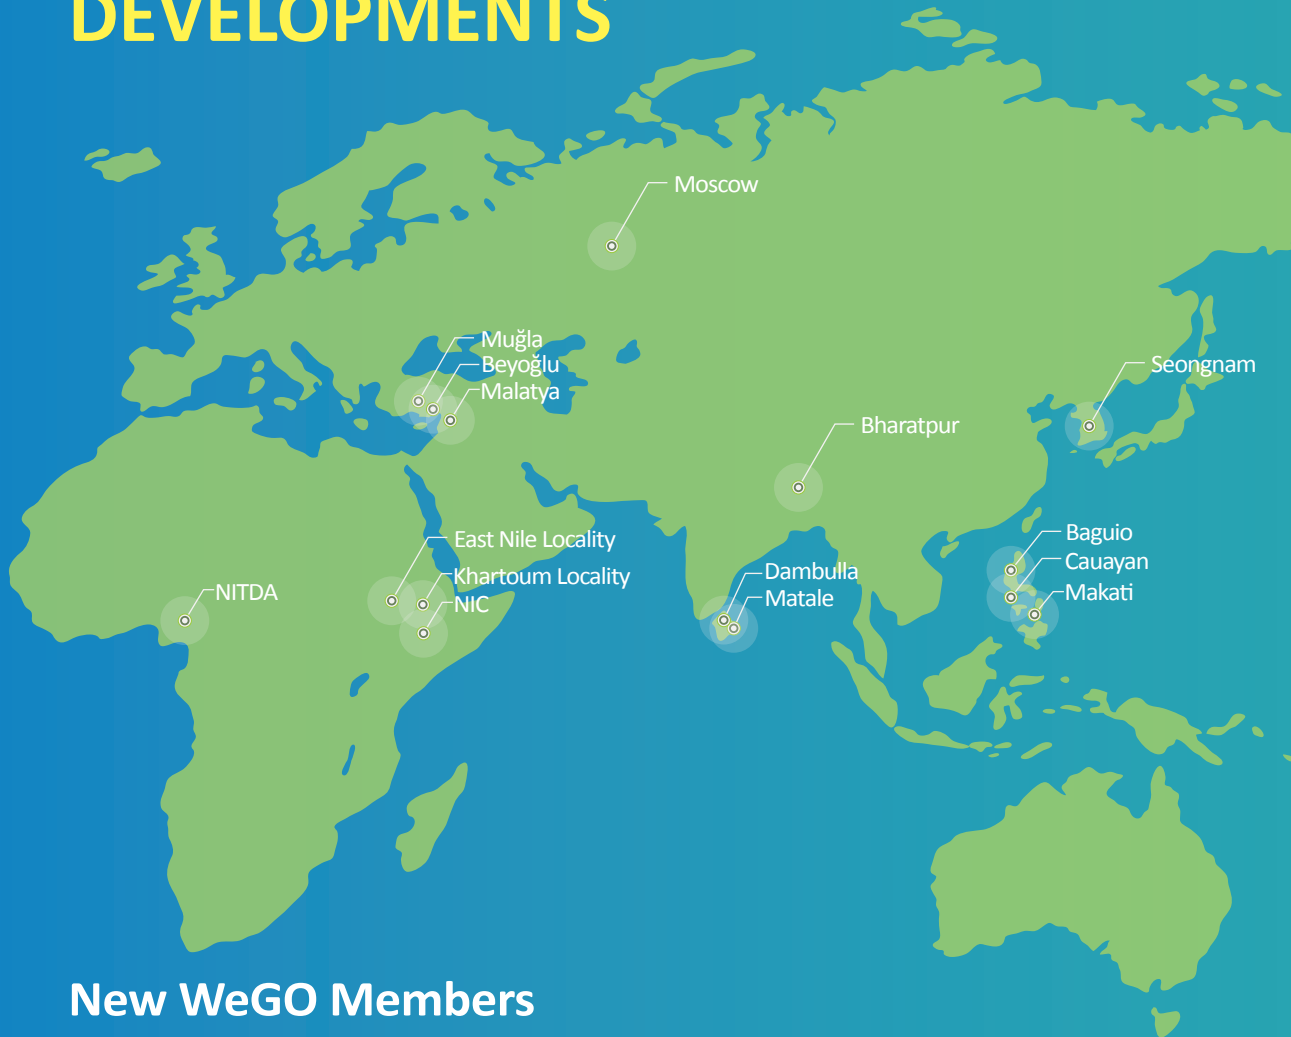 DEVELOPMENTS
Moscow
Muğla
Beyoğlu
Malatya
Seongnam
Bharatpur
East Nile Locality
Khartoum Locality
NIC
NITDA
Dambulla
Matale
Baguio
Cauayan
Makati
New WeGO Members